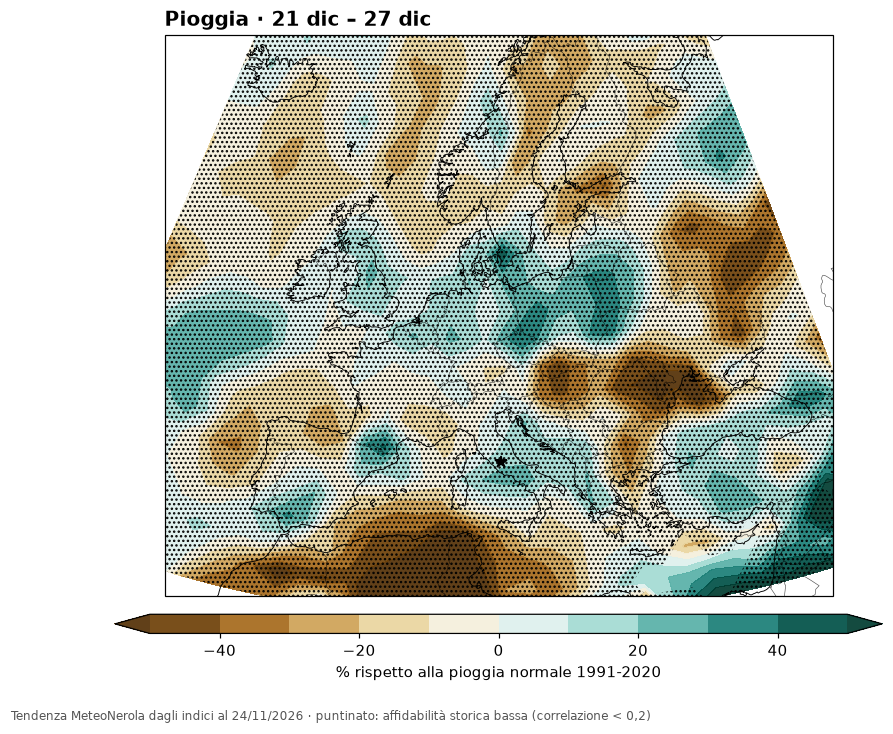 Pioggia · 21 dic – 27 dic
−40 −20 0 20 40
% rispetto alla pioggia normale 1991-2020
Tendenza MeteoNerola dagli indici al 24/11/2026 · puntinato: affidabilità storica bassa (correlazione < 0,2)